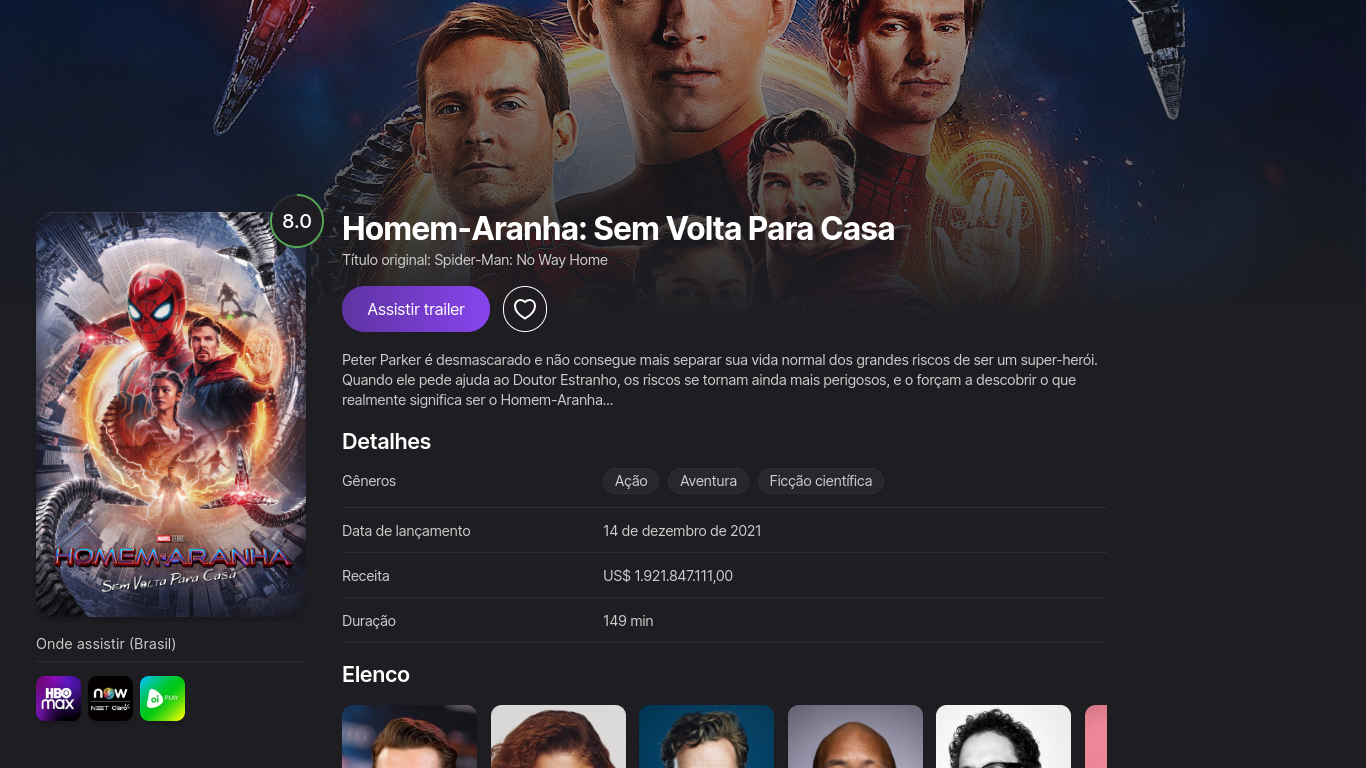 8.0
Homem-Aranha: Sem Volta Para Casa
Título original: Spider-Man: No Way Home
Assistir trailer
Peter Parker é desmascarado e não consegue mais separar sua vida normal dos grandes riscos de ser um super-herói.
Quando ele pede ajuda ao Doutor Estranho, os riscos se tornam ainda mais perigosos, e o forçam a descobrir o que
realmente significa ser o Homem-Aranha...
Detalhes
Gêneros
Ação
Aventura
Ficção científica
Data de lançamento
14 de dezembro de 2021
Receita
US$ 1.921.847.111,00
Duração
149 min
Elenco
MARVEL STUDIOS
HOMEM-ARANHA
Sem Volta Para Casa
Onde assistir (Brasil)
HBO
max
now
NET Claro
oi PLAY